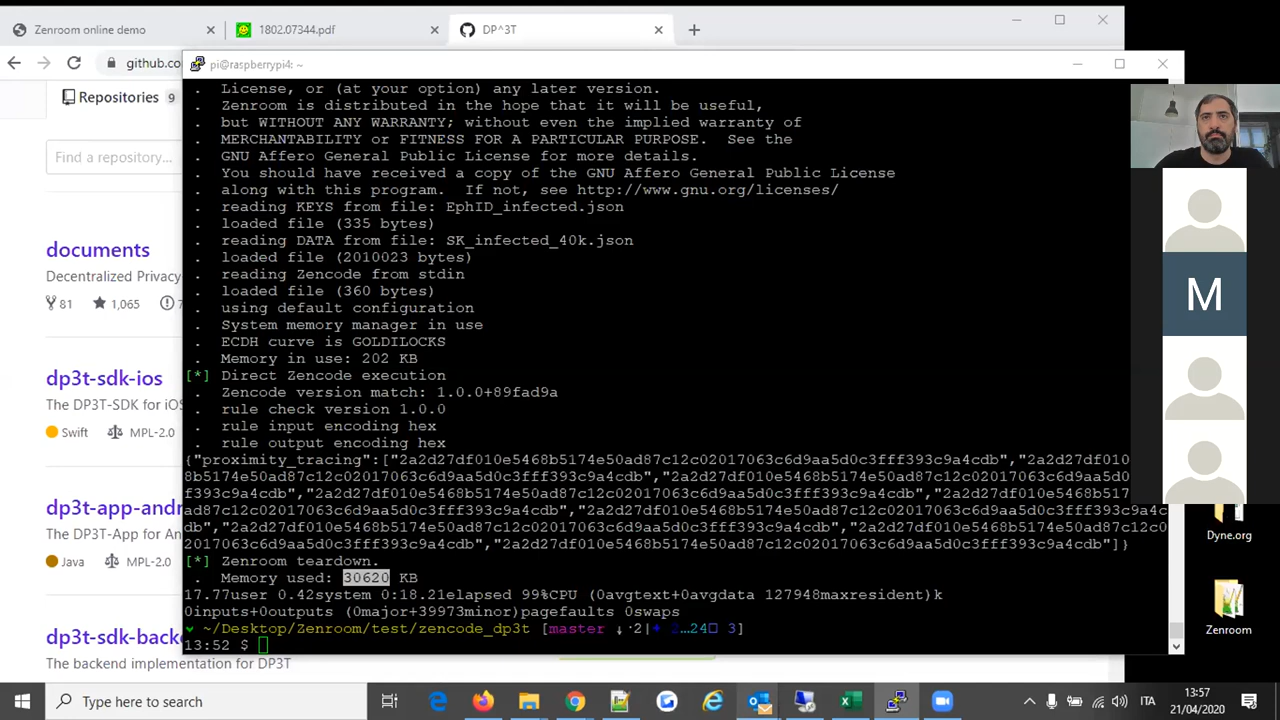 Zenroom online demo
1802.07344.pdf
DP^3T
github.co
pi@raspberrypi4: ~
Repositories 9
Find a repository...
documents
Decentralized Privacy
81 1,065 7
dp3t-sdk-ios
The DP3T-SDK for iOS
Swift MPL-2.0
dp3t-app-andr
The DP3T-App for An
Java MPL-2.0
dp3t-sdk-back
The backend implementation for DP3T
. License, or (at your option) any later version.
. Zenroom is distributed in the hope that it will be useful,
. but WITHOUT ANY WARRANTY; without even the implied warranty of
. MERCHANTABILITY or FITNESS FOR A PARTICULAR PURPOSE. See the
. GNU Affero General Public License for more details.
. You should have received a copy of the GNU Affero General Public License
. along with this program. If not, see http://www.gnu.org/licenses/
. reading KEYS from file: EphID_infected.json
. loaded file (335 bytes)
. reading DATA from file: SK_infected_40k.json
. loaded file (2010023 bytes)
. reading Zencode from stdin
. loaded file (360 bytes)
. using default configuration
. System memory manager in use
. ECDH curve is GOLDILOCKS
. Memory in use: 202 KB
[*] Direct Zencode execution
. Zencode version match: 1.0.0+89fad9a
. rule check version 1.0.0
. rule input encoding hex
. rule output encoding hex
{"proximity_tracing":["2a2d27df010e5468b5174e50ad87c12c02017063c6d9aa5d0c3fff393c9a4cdb","2a2d27df010
8b5174e50ad87c12c02017063c6d9aa5d0c3fff393c9a4cdb","2a2d27df010e5468b5174e50ad87c12c02017063c6d9aa5d
f393c9a4cdb","2a2d27df010e5468b5174e50ad87c12c02017063c6d9aa5d0c3fff393c9a4cdb","2a2d27df010e5468b51
ad87c12c02017063c6d9aa5d0c3fff393c9a4cdb","2a2d27df010e5468b5174e50ad87c12c02017063c6d9aa5d0c3fff393c9a4c
db","2a2d27df010e5468b5174e50ad87c12c02017063c6d9aa5d0c3fff393c9a4cdb","2a2d27df010e5468b5174e50ad87c12c0
2017063c6d9aa5d0c3fff393c9a4cdb","2a2d27df010e5468b5174e50ad87c12c02017063c6d9aa5d0c3fff393c9a4cdb"]}
[*] Zenroom teardown.
. Memory used: 30620 KB
17.77user 0.42system 0:18.21elapsed 99%CPU (0avgtext+0avgdata 127948maxresident)k
0inputs+0outputs (0major+39973minor)pagefaults 0swaps
~/Desktop/Zenroom/test/zencode_dp3t [master ↓·2|+ 2…24 3]
13:52 $
M
Dyne.org
Zenroom
Type here to search
ITA
13:57
21/04/2020